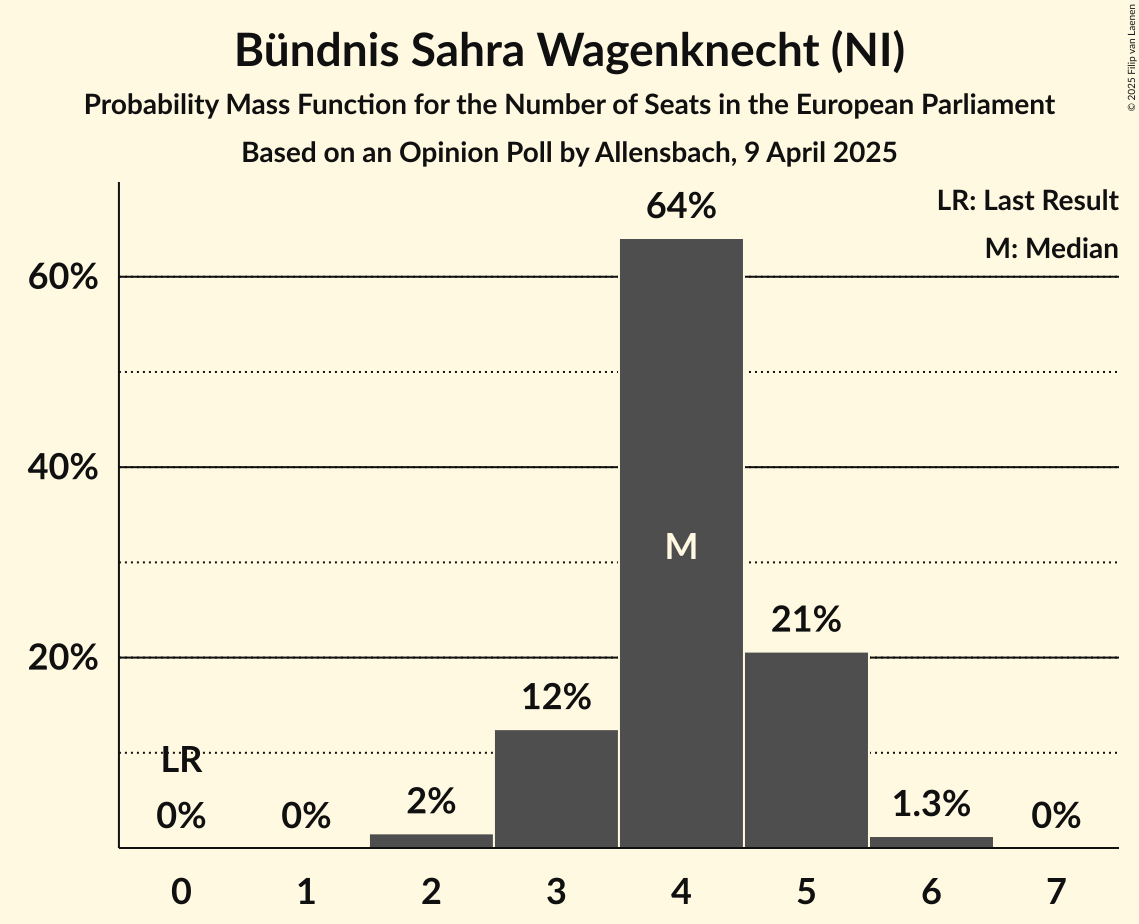 Bündnis Sahra Wagenknecht (NI)
Probability Mass Function for the Number of Seats in the European Parliament
Based on an Opinion Poll by Allensbach, 9 April 2025
© 2025 Filip van Laenen
LR: Last Result
M: Median
64%
60%
40%
M
21%
20%
12%
LR
0%
0%
2%
1.3%
0%
0 1 2 3 4 5 6 7